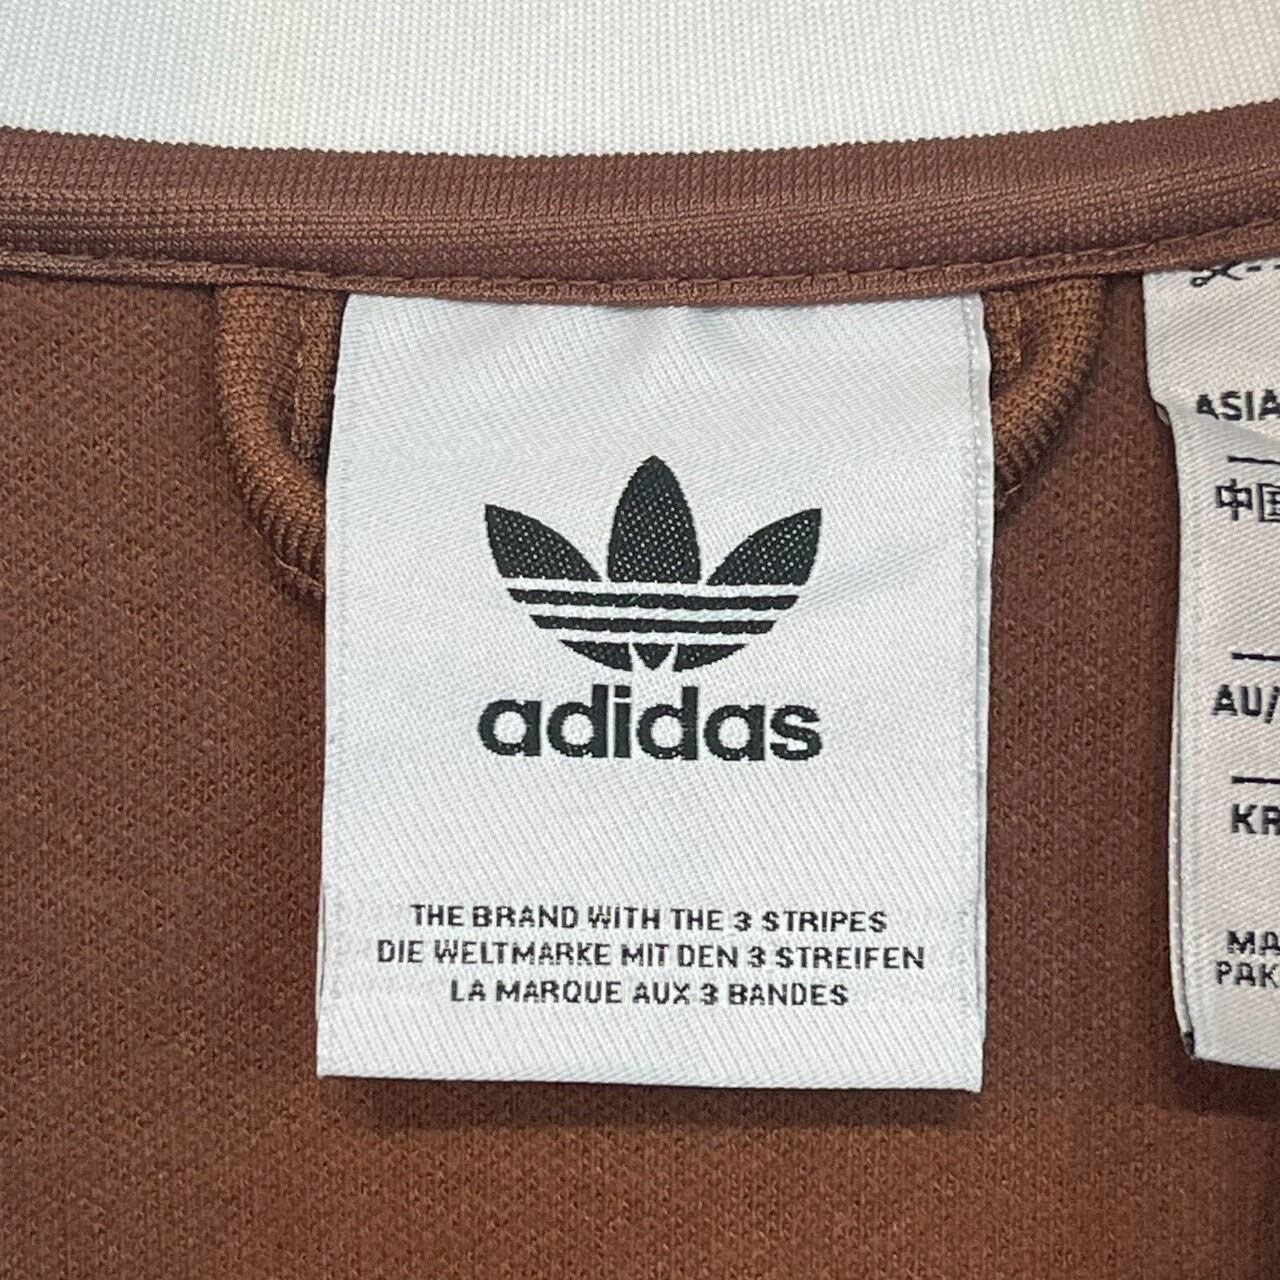 adidas
THE BRAND WITH THE 3 STRIPES
DIE WELTMARKE MIT DEN 3 STREIFEN
LA MARQUE AUX 3 BANDES
ASIA
中国
AU/
KR
MA
PAK